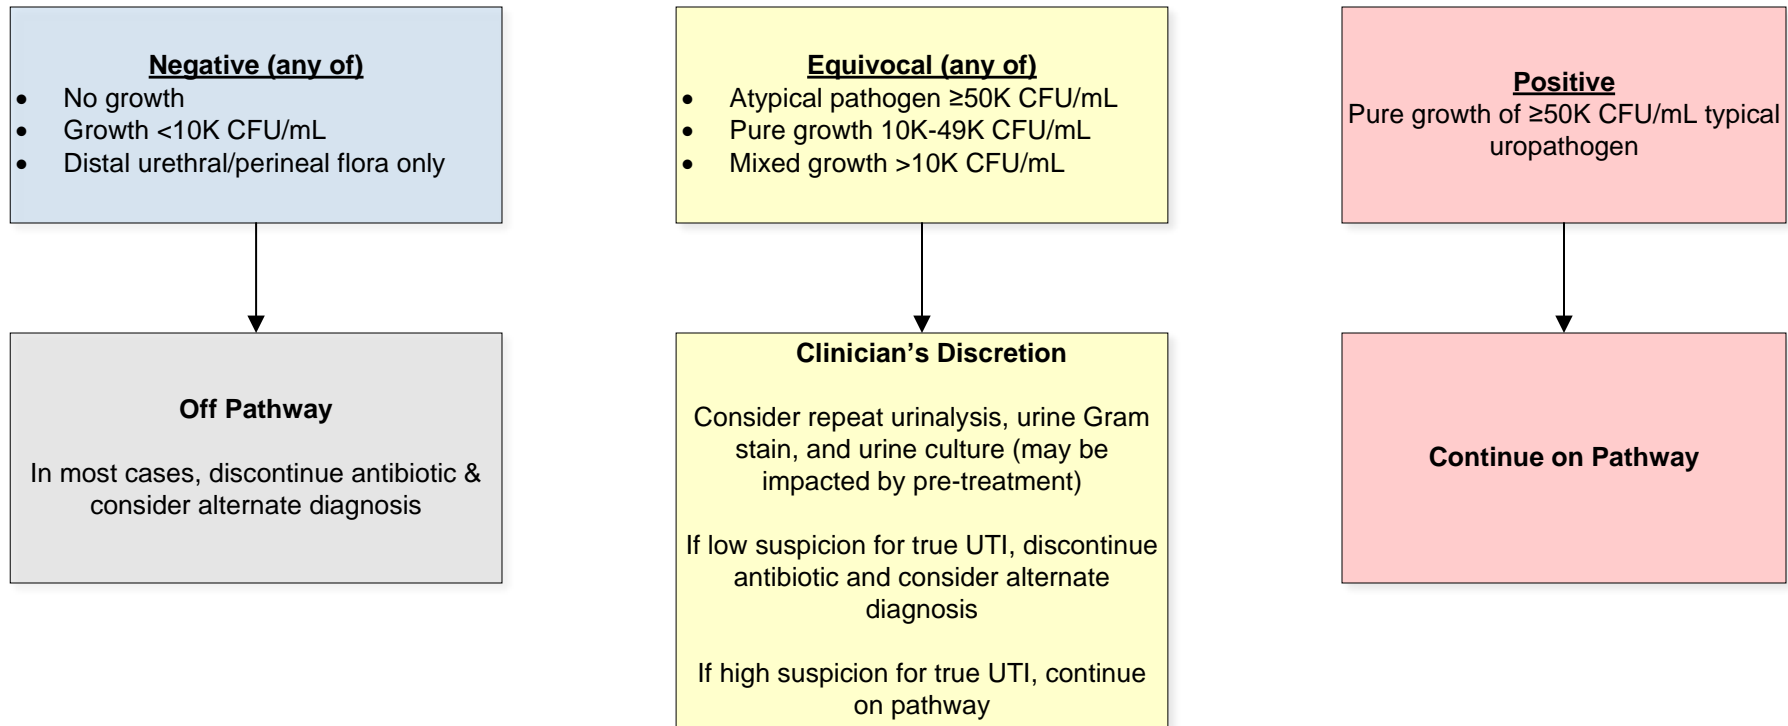 Negative (any of)
• No growth
• Growth <10K CFU/mL
• Distal urethral/perineal flora only
Equivocal (any of)
• Atypical pathogen ≥50K CFU/mL
• Pure growth 10K-49K CFU/mL
• Mixed growth >10K CFU/mL
Positive
Pure growth of ≥50K CFU/mL typical
uropathogen
Off Pathway
In most cases, discontinue antibiotic &
consider alternate diagnosis
Clinician’s Discretion
Consider repeat urinalysis, urine Gram
stain, and urine culture (may be
impacted by pre-treatment)
If low suspicion for true UTI, discontinue
antibiotic and consider alternate
diagnosis
If high suspicion for true UTI, continue
on pathway
Continue on Pathway